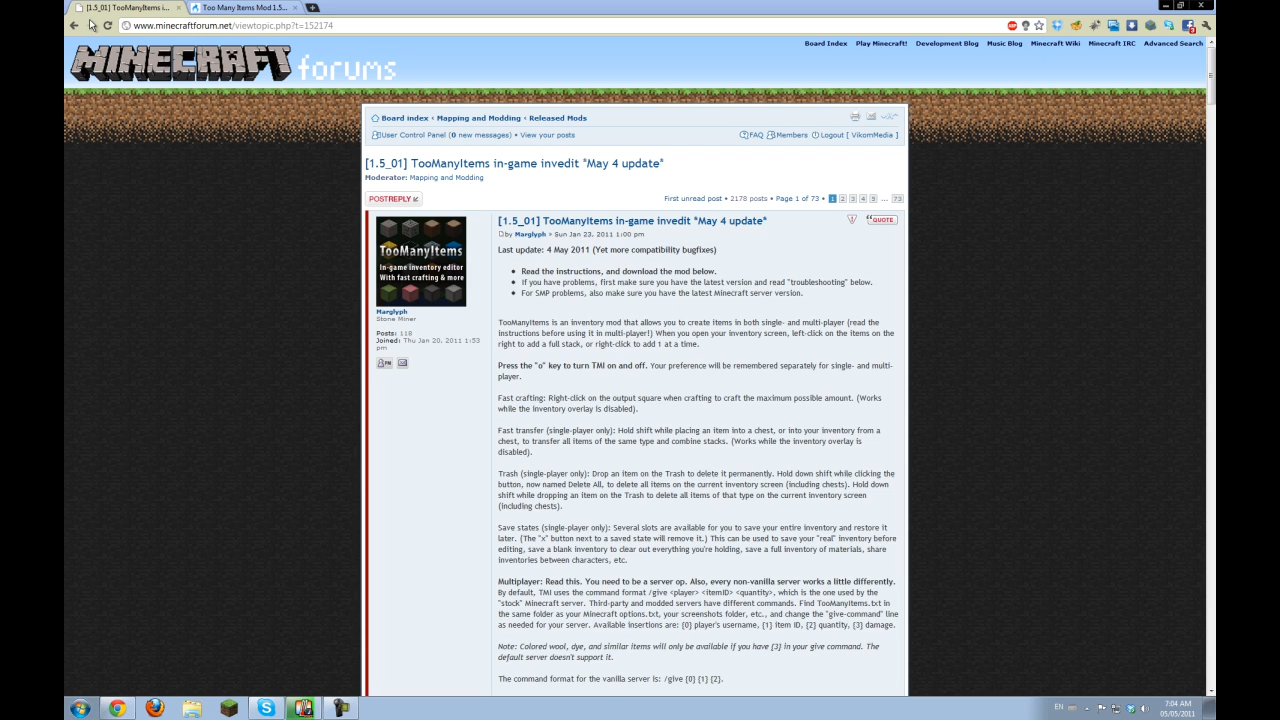 [1.5_01] TooManyItems i...
Too Many Items Mod 1.5...
www.minecraftforum.net/viewtopic.php?t=152174
MINECRAFT forums
Board Index Play Minecraft! Development Blog Music Blog Minecraft Wiki Minecraft IRC Advanced Search
Board index ‹ Mapping and Modding ‹ Released Mods
User Control Panel (0 new messages) • View your posts
FAQ Members Logout [ VikomMedia ]
[1.5_01] TooManyItems in-game invedit *May 4 update*
Moderator: Mapping and Modding
POSTREPLY
First unread post • 2178 posts • Page 1 of 73 • 1 2 3 4 5 ... 73
TooManyItems
In-game inventory editor
With fast crafting & more
Marglyph
Stone Miner
Posts: 118
Joined: Thu Jan 20, 2011 1:53
pm
PM
[1.5_01] TooManyItems in-game invedit *May 4 update*
QUOTE
by Marglyph » Sun Jan 23, 2011 1:00 pm
Last update: 4 May 2011 (Yet more compatibility bugfixes)
• Read the instructions, and download the mod below.
• If you have problems, first make sure you have the latest version and read "troubleshooting" below.
• For SMP problems, also make sure you have the latest Minecraft server version.
TooManyItems is an inventory mod that allows you to create items in both single- and multi-player (read the
instructions before using it in multi-player!) When you open your inventory screen, left-click on the items on the
right to add a full stack, or right-click to add 1 at a time.
Press the "o" key to turn TMI on and off. Your preference will be remembered separately for single- and multi-
player.
Fast crafting: Right-click on the output square when crafting to craft the maximum possible amount. (Works
while the inventory overlay is disabled).
Fast transfer (single-player only): Hold shift while placing an item into a chest, or into your inventory from a
chest, to transfer all items of the same type and combine stacks. (Works while the inventory overlay is
disabled).
Trash (single-player only): Drop an item on the Trash to delete it permanently. Hold down shift while clicking the
button, now named Delete All, to delete all items on the current inventory screen (including chests). Hold down
shift while dropping an item on the Trash to delete all items of that type on the current inventory screen
(including chests).
Save states (single-player only): Several slots are available for you to save your entire inventory and restore it
later. (The "x" button next to a saved state will remove it.) This can be used to save your "real" inventory before
editing, save a blank inventory to clear out everything you're holding, save a full inventory of materials, share
inventories between characters, etc.
Multiplayer: Read this. You need to be a server op. Also, every non-vanilla server works a little differently.
By default, TMI uses the command format /give <player> <itemID> <quantity>, which is the one used by the
"stock" Minecraft server. Third-party and modded servers have different commands. Find TooManyItems.txt in
the same folder as your Minecraft options.txt, your screenshots folder, etc., and change the "give-command" line
as needed for your server. Available insertions are: {0} player's username, {1} item ID, {2} quantity, {3} damage.
Note: Colored wool, dye, and similar items will only be available if you have {3} in your give command. The
default server doesn't support it.
The command format for the vanilla server is: /give {0} {1} {2}.
EN
7:04 AM
05/05/2011